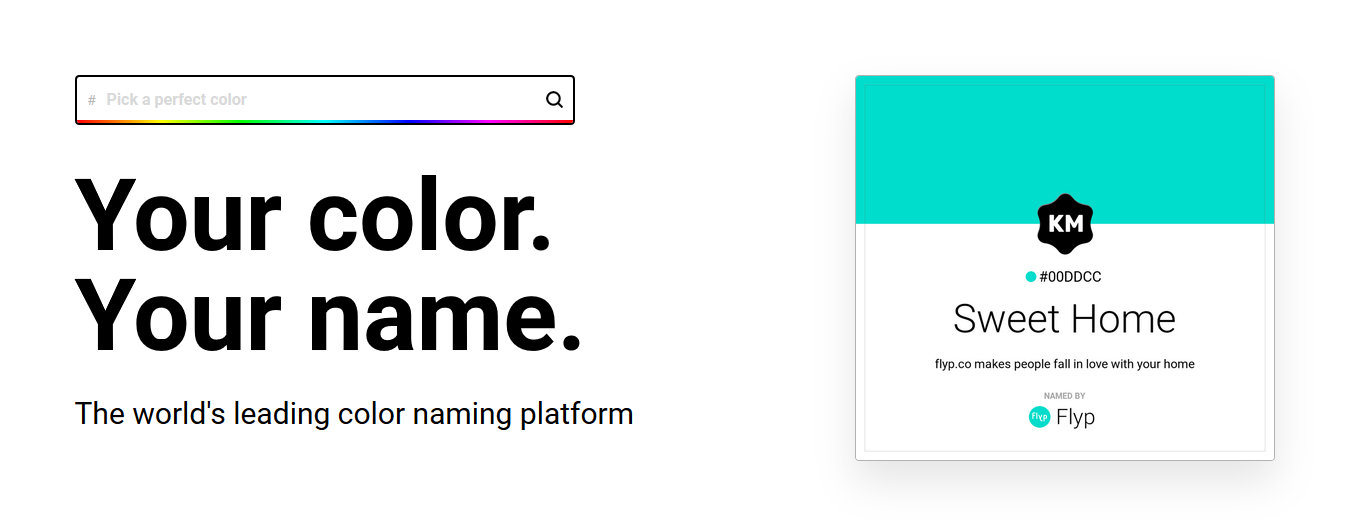 # Pick a perfect color
Your color.
Your name.
The world's leading color naming platform
KM
#00DDCC
Sweet Home
flyp.co makes people fall in love with your home
NAMED BY
flyp Flyp